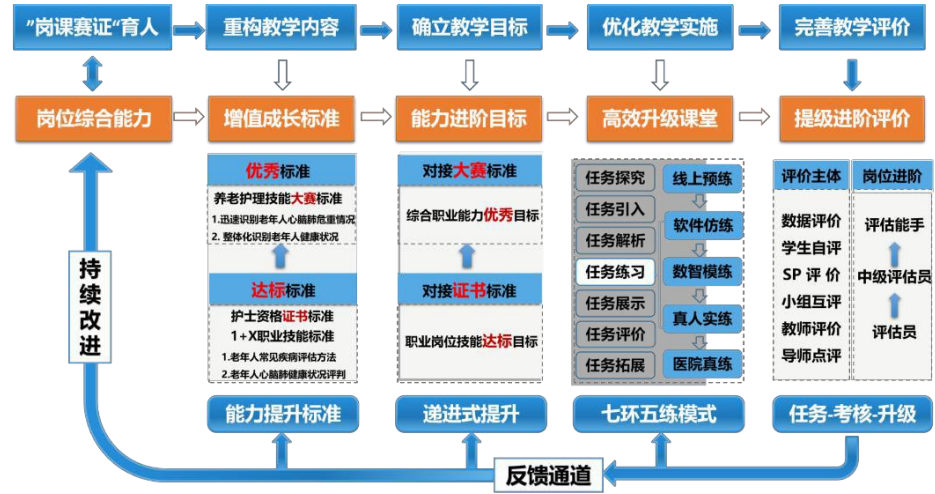 "岗课赛证"育人
重构教学内容
确立教学目标
优化教学实施
完善教学评价
岗位综合能力
增值成长标准
能力进阶目标
高效升级课堂
提级进阶评价
优秀标准
养老护理技能大赛标准
1.迅速识别老年人心脑肺危重情况
2. 整体化识别老年人健康状况
达标标准
护士资格证书标准
1+X职业技能标准
1.老年人常见疾病评估方法
2.老年人心脑肺健康状况评判
能力提升标准
对接大赛标准
综合职业能力优秀目标
对接证书标准
职业岗位技能达标目标
递进式提升
任务探究
任务引入
任务解析
任务练习
任务展示
任务评价
任务拓展
线上预练
软件仿练
数智模练
真人实练
医院真练
七环五练模式
评价主体
数据评价
学生自评
SP 评 价
小组互评
教师评价
导师点评
岗位进阶
评估能手
中级评估员
评估员
任务-考核-升级
持续改进
反馈通道